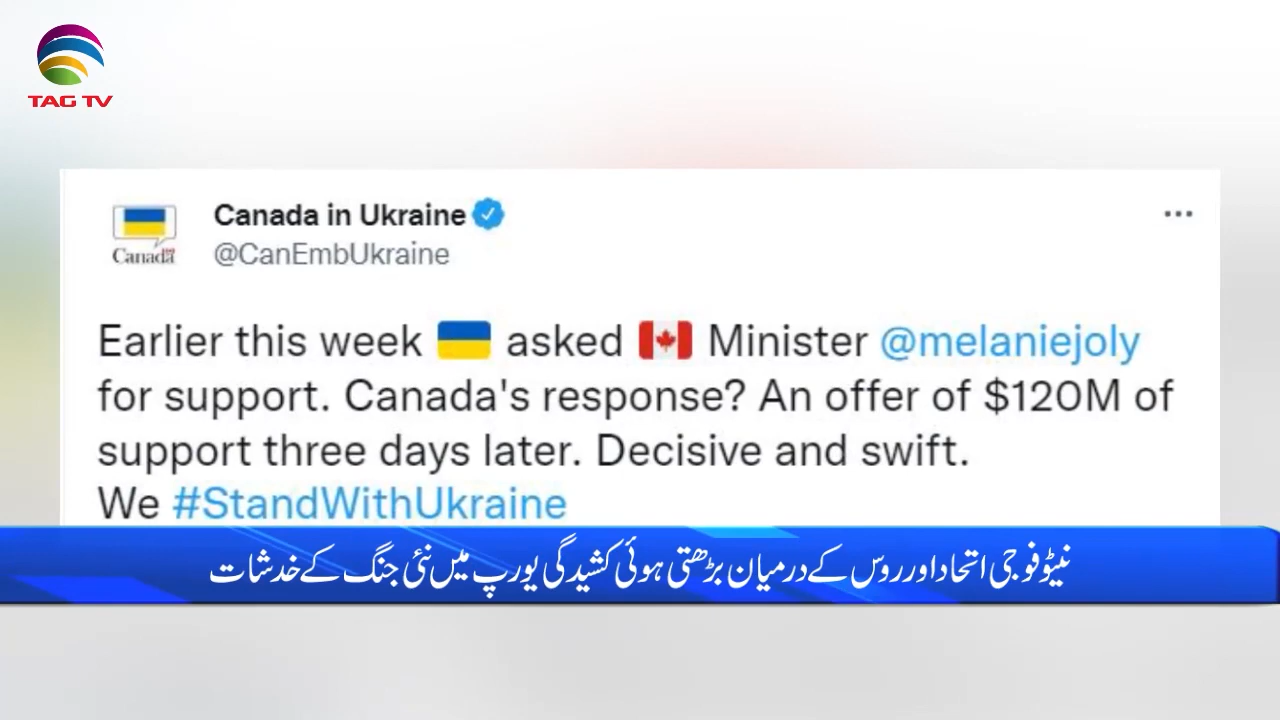 TAG TV
Canada in Ukraine
@CanEmbUkraine
Canada
Earlier this week 🇺🇦 asked 🇨🇦 Minister @melaniejoly
for support. Canada's response? An offer of $120M of
support three days later. Decisive and swift.
We #StandWithUkraine
نیٹو فوجی اتحاد اور روس کے درمیان بڑھتی ہوئی کشیدگی یورپ میں نئی جنگ کے خدشات